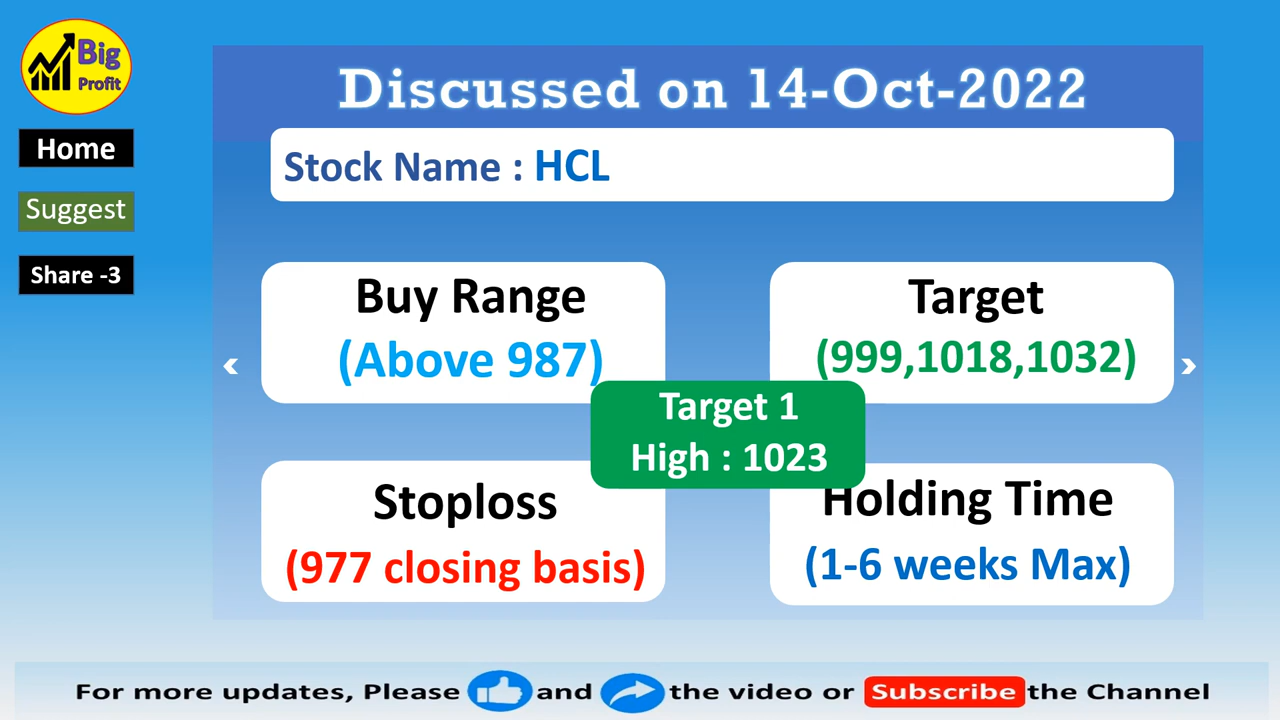 Big
Profit
Home
Suggest
Share -3
Discussed on 14-Oct-2022
Stock Name : HCL
Buy Range
(Above 987)
Target
(999,1018,1032)
Target 1
High : 1023
Stoploss
(977 closing basis)
Holding Time
(1-6 weeks Max)
For more updates, Please and the video or Subscribe the Channel